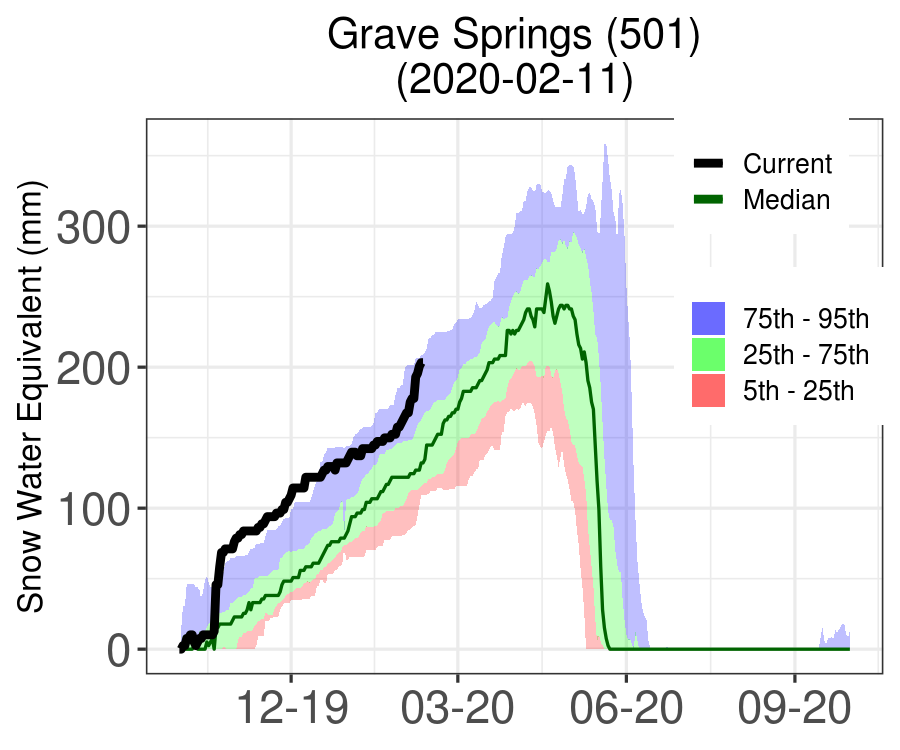 Grave Springs (501)
(2020-02-11)
Snow Water Equivalent (mm)
300
200
100
0
12-19
03-20
06-20
09-20
Current
Median
75th - 95th
25th - 75th
5th - 25th